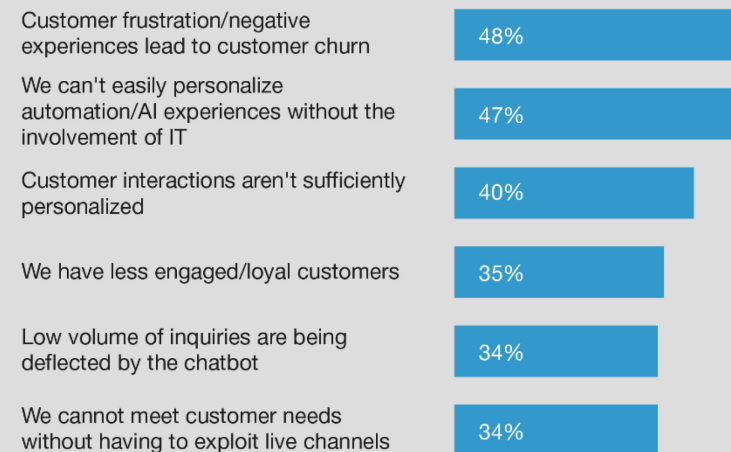 Customer frustration/negative
experiences lead to customer churn
48%
We can't easily personalize
automation/AI experiences without the
involvement of IT
47%
Customer interactions aren't sufficiently
personalized
40%
We have less engaged/loyal customers
35%
Low volume of inquiries are being
deflected by the chatbot
34%
We cannot meet customer needs
without having to exploit live channels
34%